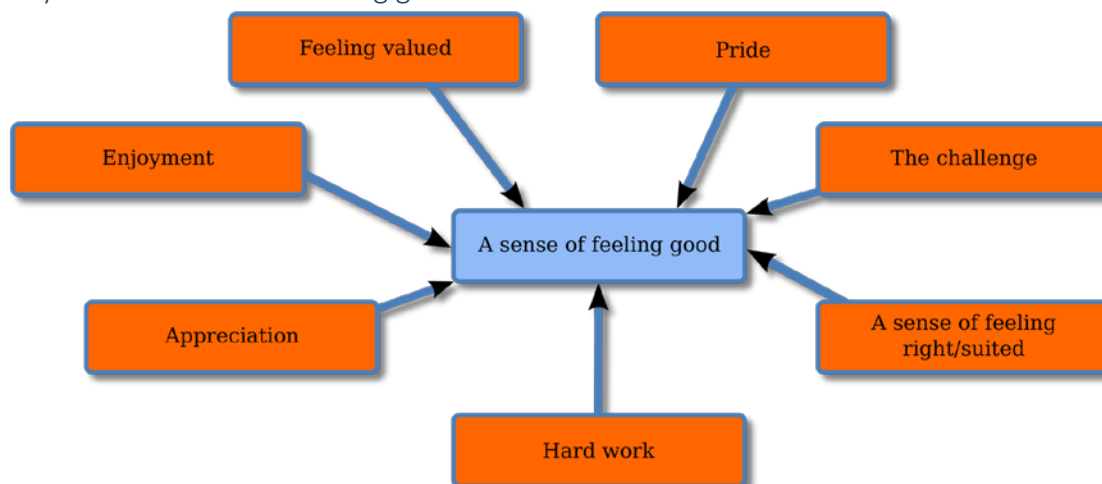 Feeling valued
Pride
Enjoyment
The challenge
A sense of feeling good
Appreciation
A sense of feeling
right/suited
Hard work